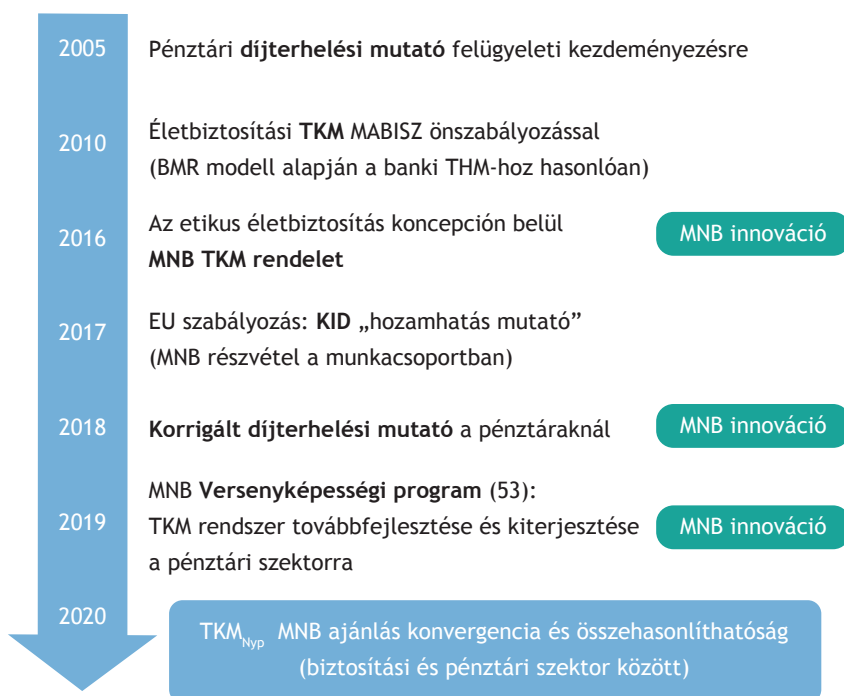 2005
Pénztári díjterhelési mutató felügyeleti kezdeményezésre
2010
Életbiztosítási TKM MABISZ önszabályozással
(BMR modell alapján a banki THM-hoz hasonlóan)
2016
Az etikus életbiztosítás koncepción belül
MNB TKM rendelet
MNB innováció
2017
EU szabályozás: KID „hozamhatás mutató”
(MNB részvétel a munkacsoportban)
2018
Korrigált díjterhelési mutató a pénztáraknál
MNB innováció
2019
MNB Versenyképességi program (53):
TKM rendszer továbbfejlesztése és kiterjesztése
a pénztári szektorra
MNB innováció
2020
TKM_Nyp MNB ajánlás konvergencia és összehasonlíthatóság
(biztosítási és pénztári szektor között)